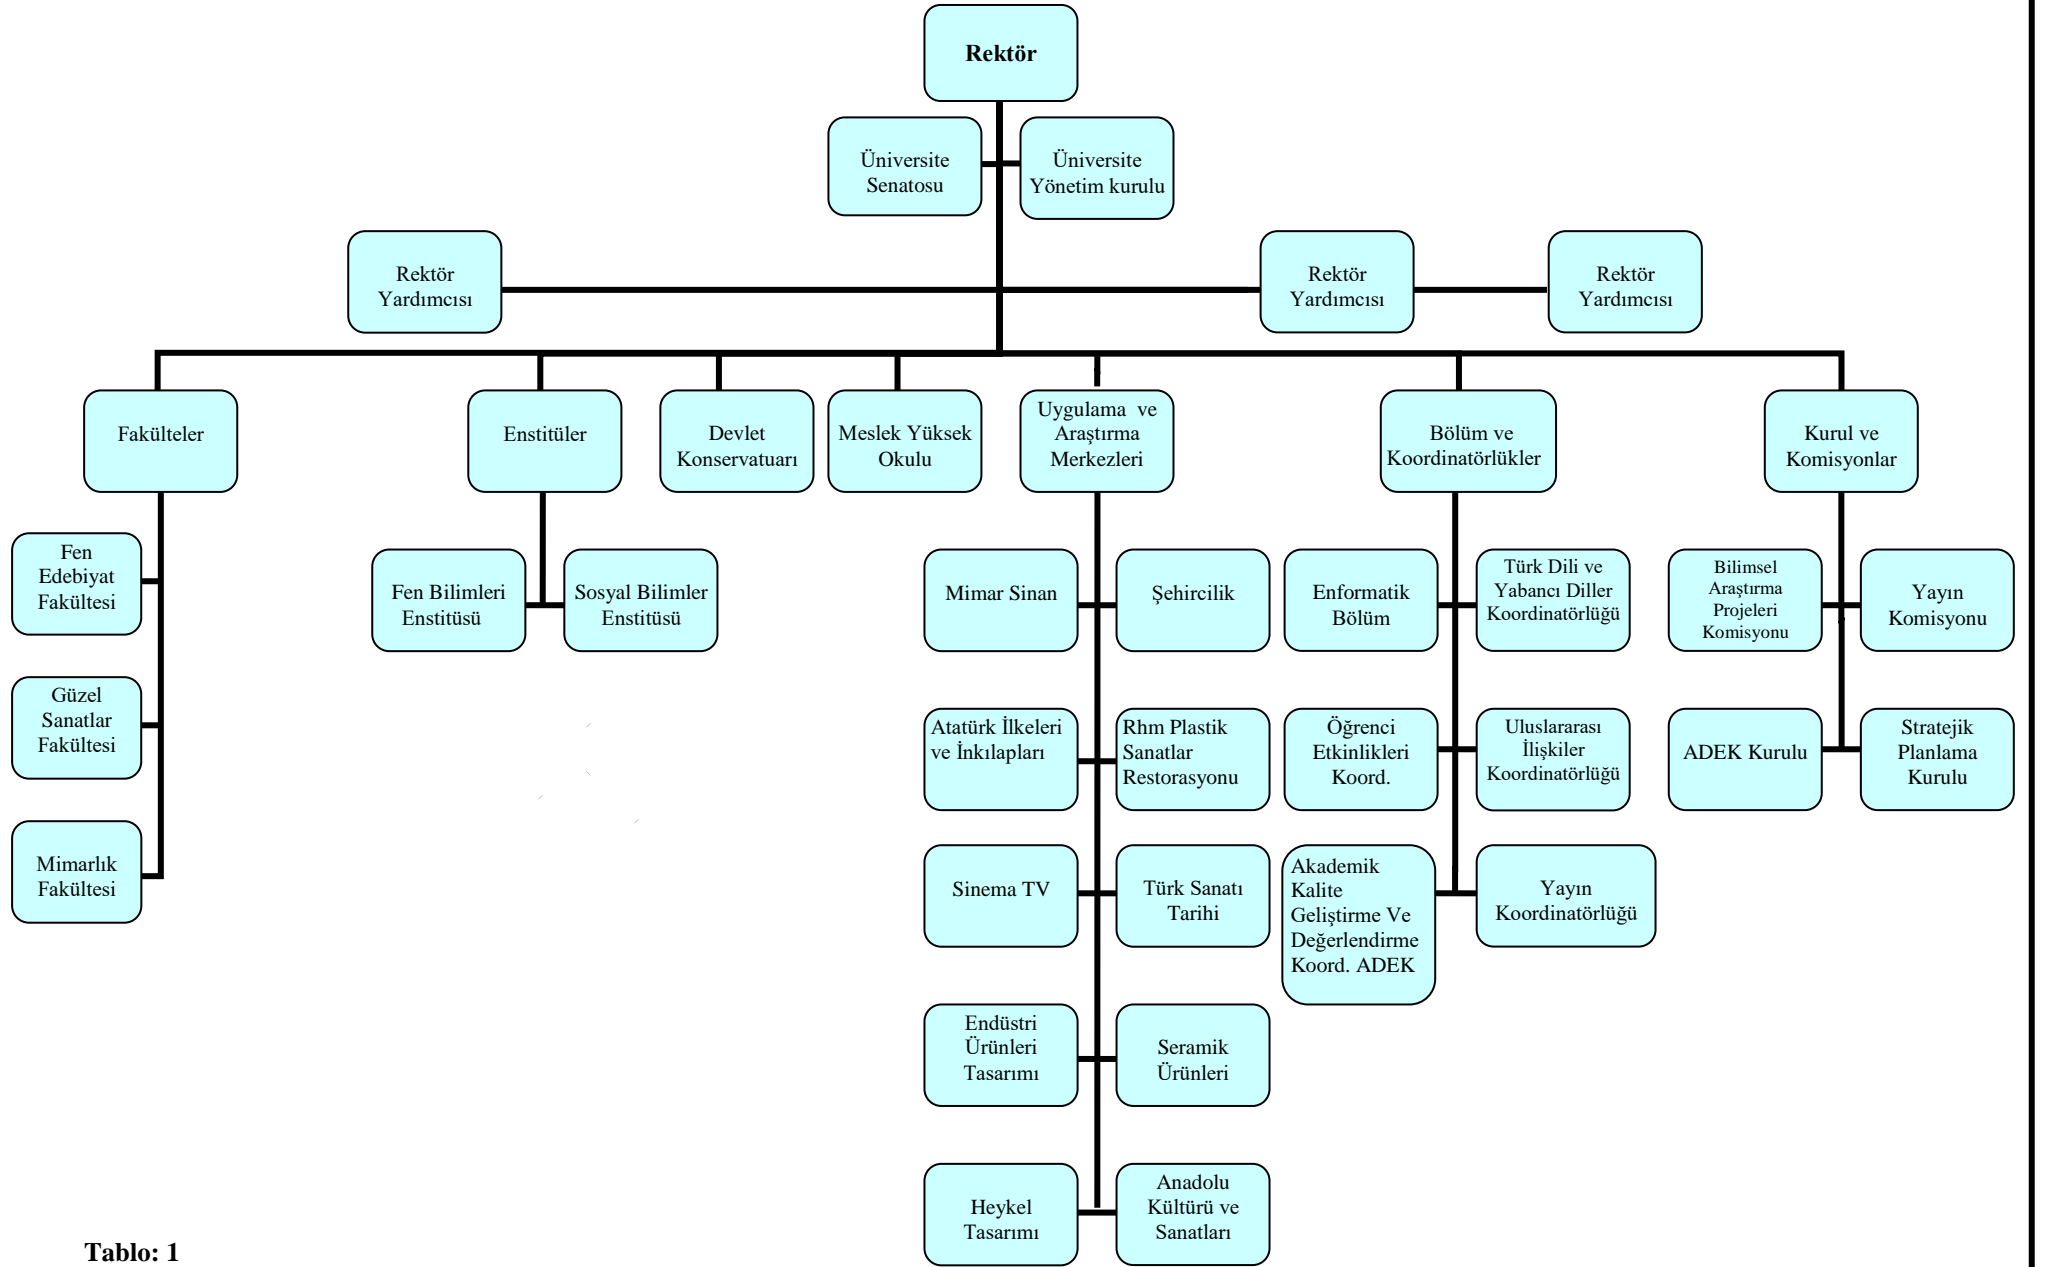 Rektör
Üniversite
Senatosu
Üniversite
Yönetim kurulu
Rektör
Yardımcısı
Rektör
Yardımcısı
Rektör
Yardımcısı
Fakülteler
Enstitüler
Devlet
Konservatuarı
Meslek Yüksek
Okulu
Uygulama ve
Araştırma
Merkezleri
Bölüm ve
Koordinatörlükler
Kurul ve
Komisyonlar
Fen
Edebiyat
Fakültesi
Güzel
Sanatlar
Fakültesi
Mimarlık
Fakültesi
Fen Bilimleri
Enstitüsü
Sosyal Bilimler
Enstitüsü
Mimar Sinan
Şehircilik
Atatürk İlkeleri
ve İnkılapları
Rhm Plastik
Sanatlar
Restorasyonu
Sinema TV
Türk Sanatı
Tarihi
Endüstri
Ürünleri
Tasarımı
Seramik
Ürünleri
Heykel
Tasarımı
Anadolu
Kültürü ve
Sanatları
Enformatik
Bölüm
Türk Dili ve
Yabancı Diller
Koordinatörlüğü
Öğrenci
Etkinlikleri
Koord.
Uluslararası
İlişkiler
Koordinatörlüğü
Akademik
Kalite
Geliştirme Ve
Değerlendirme
Koord. ADEK
Yayın
Koordinatörlüğü
Bilimsel
Araştırma
Projeleri
Komisyonu
Yayın
Komisyonu
ADEK Kurulu
Stratejik
Planlama
Kurulu
Tablo: 1